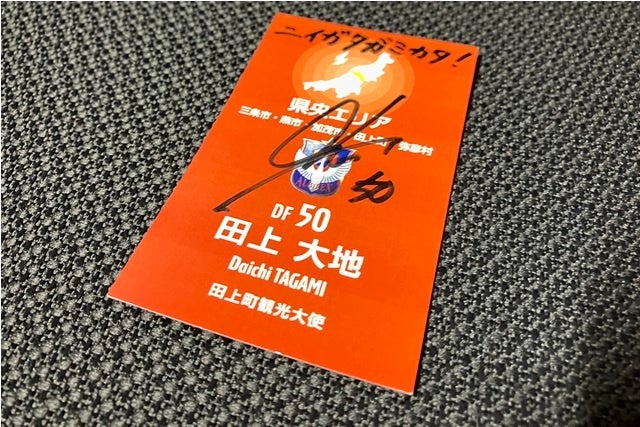 ニイガタガミカタ!
県央エリア
三条市・燕市・加茂市・田上町・弥彦村
ALBIREX
50
DF 50
田上 大地
Daichi TAGAMI
田上町観光大使